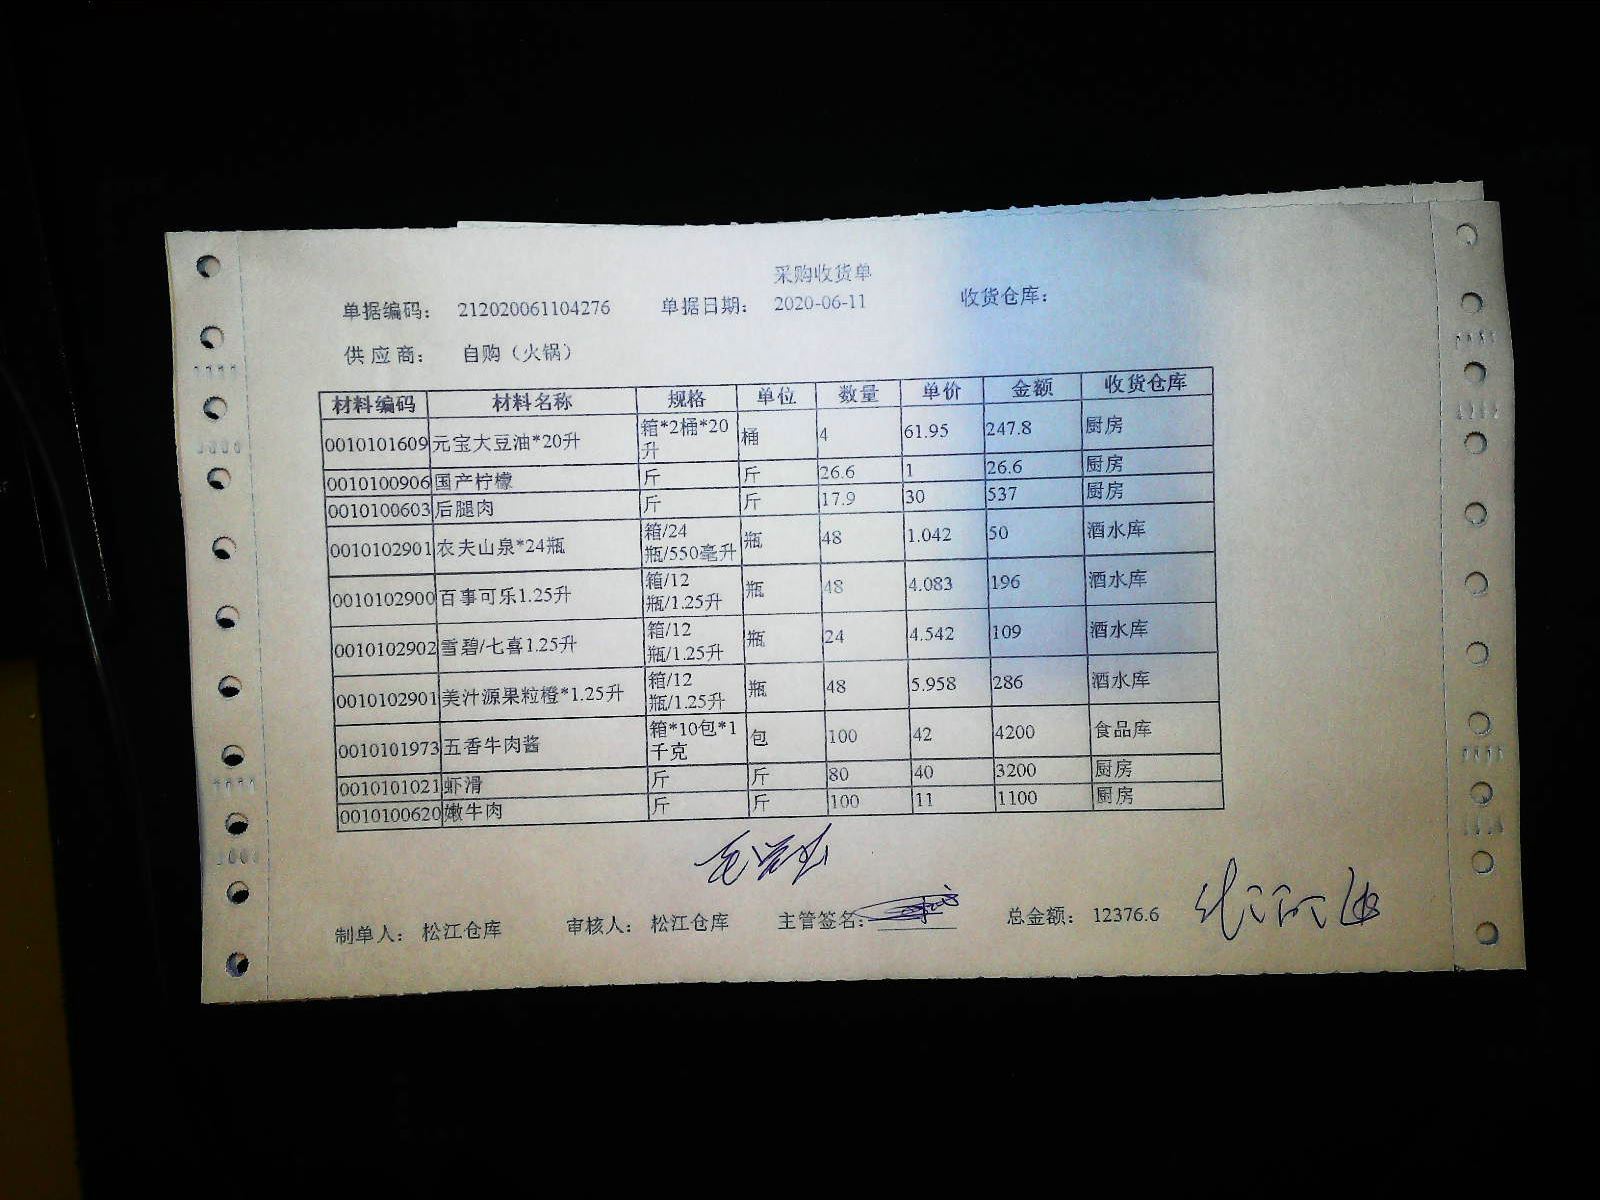 采购收货单
单据编码： 212020061104276 单据日期： 2020-06-11 收货仓库：
供应商： 自购（火锅）
材料编码 材料名称 规格 单位 数量 单价 金额 收货仓库
0010101609 元宝大豆油*20升 箱*2桶*20升 桶 4 61.95 247.8 厨房
0010100906 国产柠檬 斤 斤 26.6 1 26.6 厨房
0010100603 后腿肉 斤 斤 17.9 30 537 厨房
0010102901 农夫山泉*24瓶 箱/24瓶/550毫升 瓶 48 1.042 50 酒水库
0010102900 百事可乐1.25升 箱/12瓶/1.25升 瓶 48 4.083 196 酒水库
0010102902 雪碧/七喜1.25升 箱/12瓶/1.25升 瓶 24 4.542 109 酒水库
0010102901 美汁源果粒橙*1.25升 箱/12瓶/1.25升 瓶 48 5.958 286 酒水库
0010101973 五香牛肉酱 箱*10包*1千克 包 100 42 4200 食品库
0010101021 虾滑 斤 斤 80 40 3200 厨房
0010100620 嫩牛肉 斤 斤 100 11 1100 厨房
制单人： 松江仓库 审核人： 松江仓库 主管签名： 总金额： 12376.6